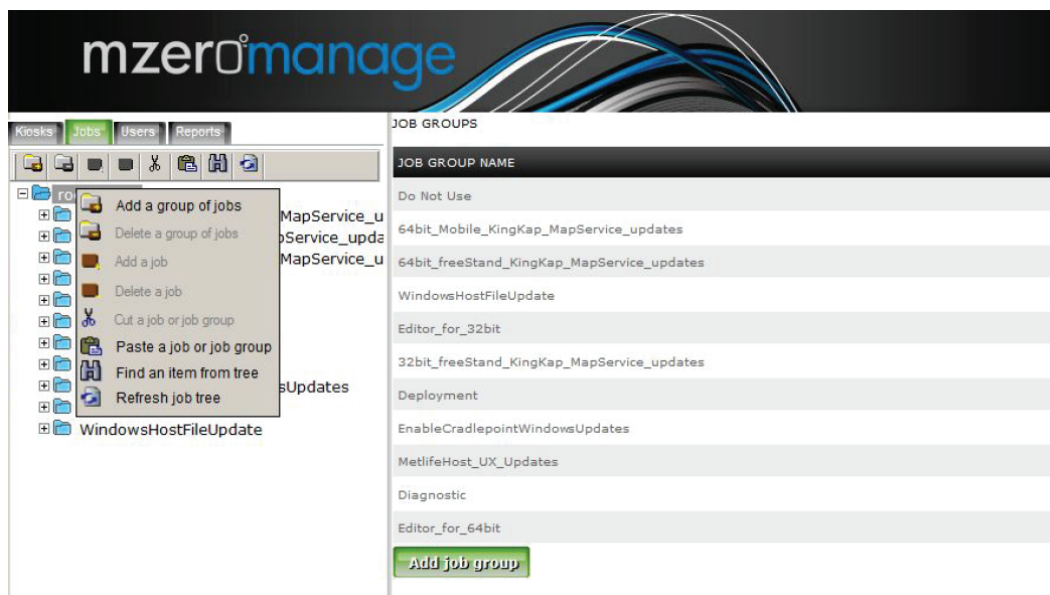 mzeromanage
Kiosks Jobs Users Reports
ro
Add a group of jobs
Delete a group of jobs
Add a job
Delete a job
Cut a job or job group
Paste a job or job group
Find an item from tree
Refresh job tree
MapService_u
Service_upda
MapService_u
sUpdates
WindowsHostFileUpdate
JOB GROUPS
JOB GROUP NAME
Do Not Use
64bit_Mobile_KingKap_MapService_updates
64bit_freeStand_KingKap_MapService_updates
WindowsHostFileUpdate
Editor_for_32bit
32bit_freeStand_KingKap_MapService_updates
Deployment
EnableCradlepointWindowsUpdates
MetlifeHost_UX_Updates
Diagnostic
Editor_for_64bit
Add job group